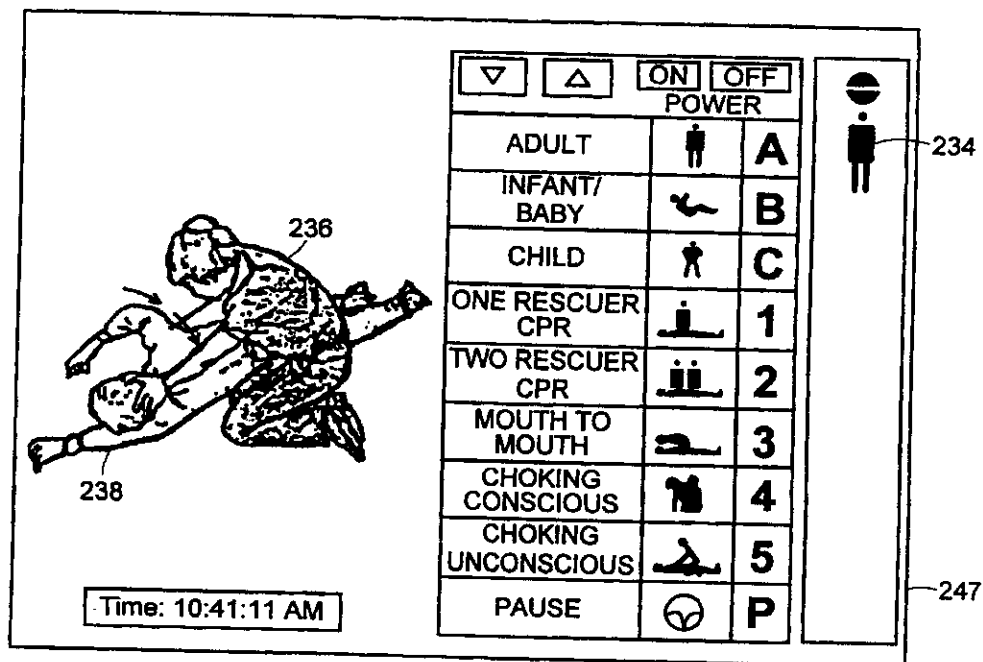 ON OFF
POWER
ADULT A
INFANT/
BABY B
CHILD C
ONE RESCUER
CPR 1
TWO RESCUER
CPR 2
MOUTH TO
MOUTH 3
CHOKING
CONSCIOUS 4
CHOKING
UNCONSCIOUS 5
PAUSE P
234
236
238
Time: 10:41:11 AM
247